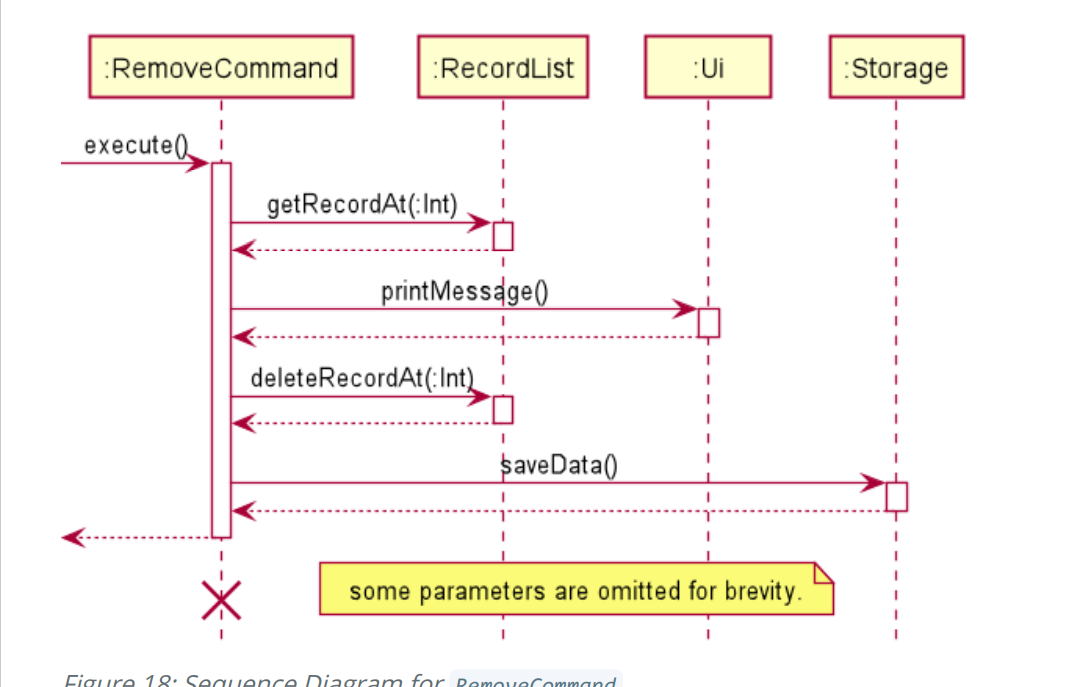 :RemoveCommand :RecordList :Ui :Storage
execute()
getRecordAt(:Int)
printMessage()
deleteRecordAt(:Int)
saveData()
some parameters are omitted for brevity.
Figure 18: Sequence Diagram for RemoveCommand